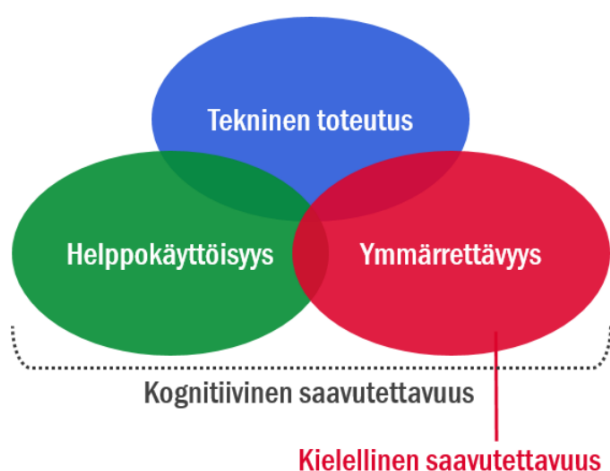 Tekninen toteutus
Helppokäyttöisyys
Ymmärrettävyys
Kognitiivinen saavutettavuus
Kielellinen saavutettavuus